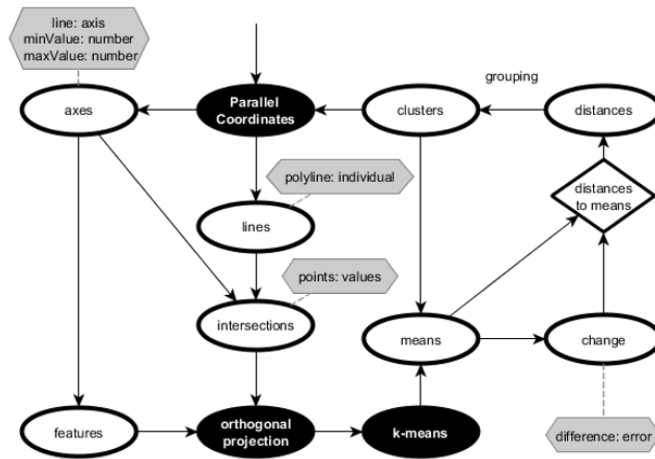 line: axis
minValue: number
maxValue: number
grouping
axes
Parallel
Coordinates
clusters
distances
polyline: individual
distances
to means
lines
points: values
intersections
means
change
features
orthogonal
projection
k-means
difference: error